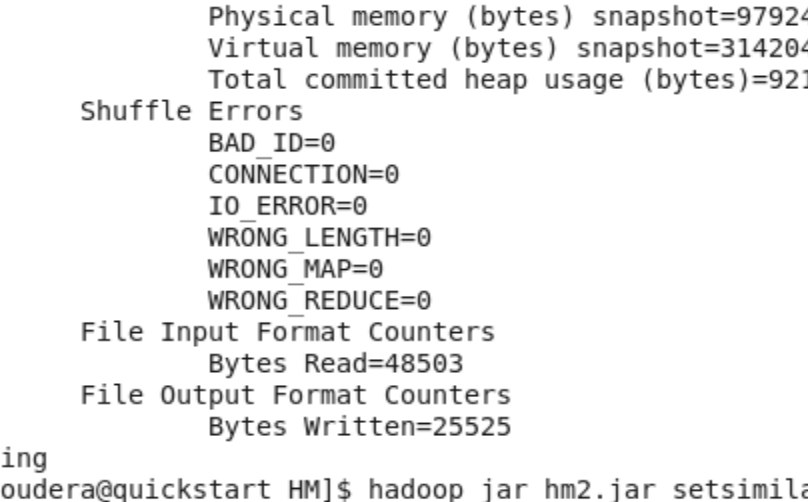 Physical memory (bytes) snapshot=97924
Virtual memory (bytes) snapshot=314204
Total committed heap usage (bytes)=921
Shuffle Errors
BAD_ID=0
CONNECTION=0
IO_ERROR=0
WRONG_LENGTH=0
WRONG_MAP=0
WRONG_REDUCE=0
File Input Format Counters
Bytes Read=48503
File Output Format Counters
Bytes Written=25525
ing
oudera@quickstart HM]$ hadoop jar hm2.jar setsimila